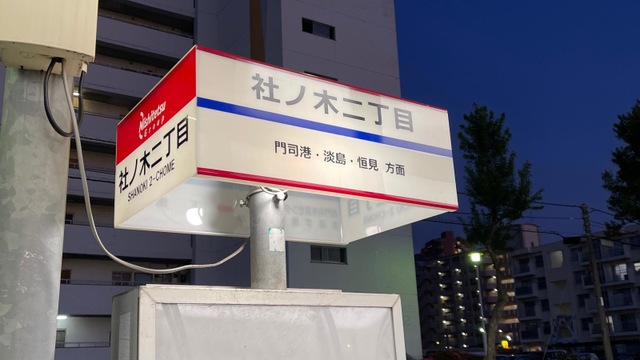 Nishitetsu
Group
社ノ木二丁目
SHANOKI 2-CHOME
社ノ木二丁目
門司港・淡島・恒見 方面